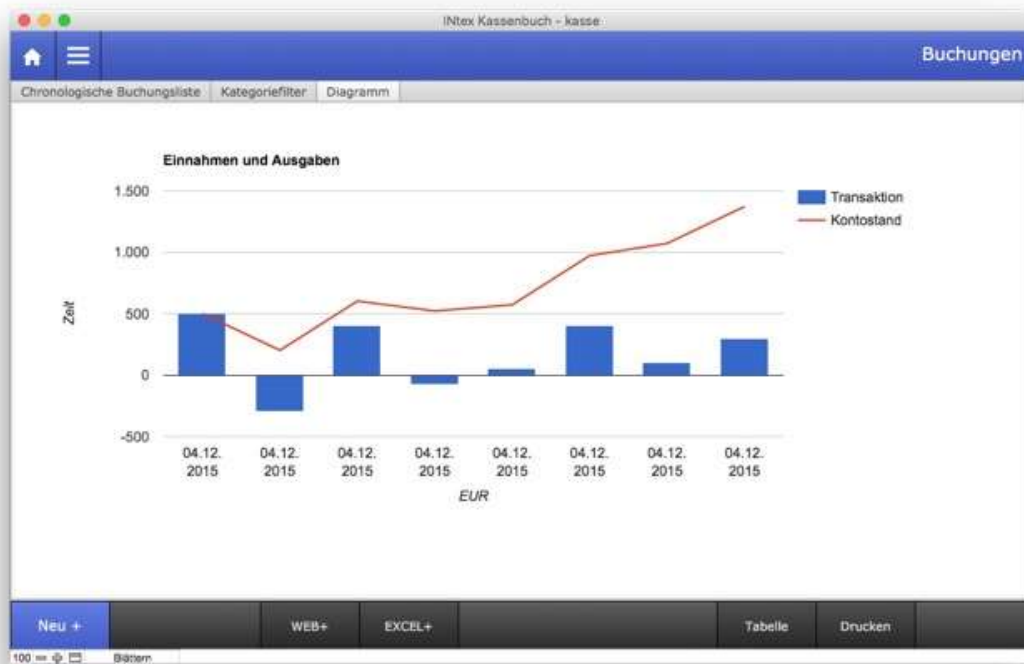 INtex Kassenbuch - kasse
Buchungen
Chronologische Buchungsliste Kategoriefilter Diagramm
Einnahmen und Ausgaben
1.500
1.000
500
0
-500
Zeit
Transaktion
Kontostand
04.12. 04.12. 04.12. 04.12. 04.12. 04.12. 04.12. 04.12.
2015 2015 2015 2015 2015 2015 2015 2015
EUR
Neu + WEB+ EXCEL+ Tabelle Drucken
100 Blättern